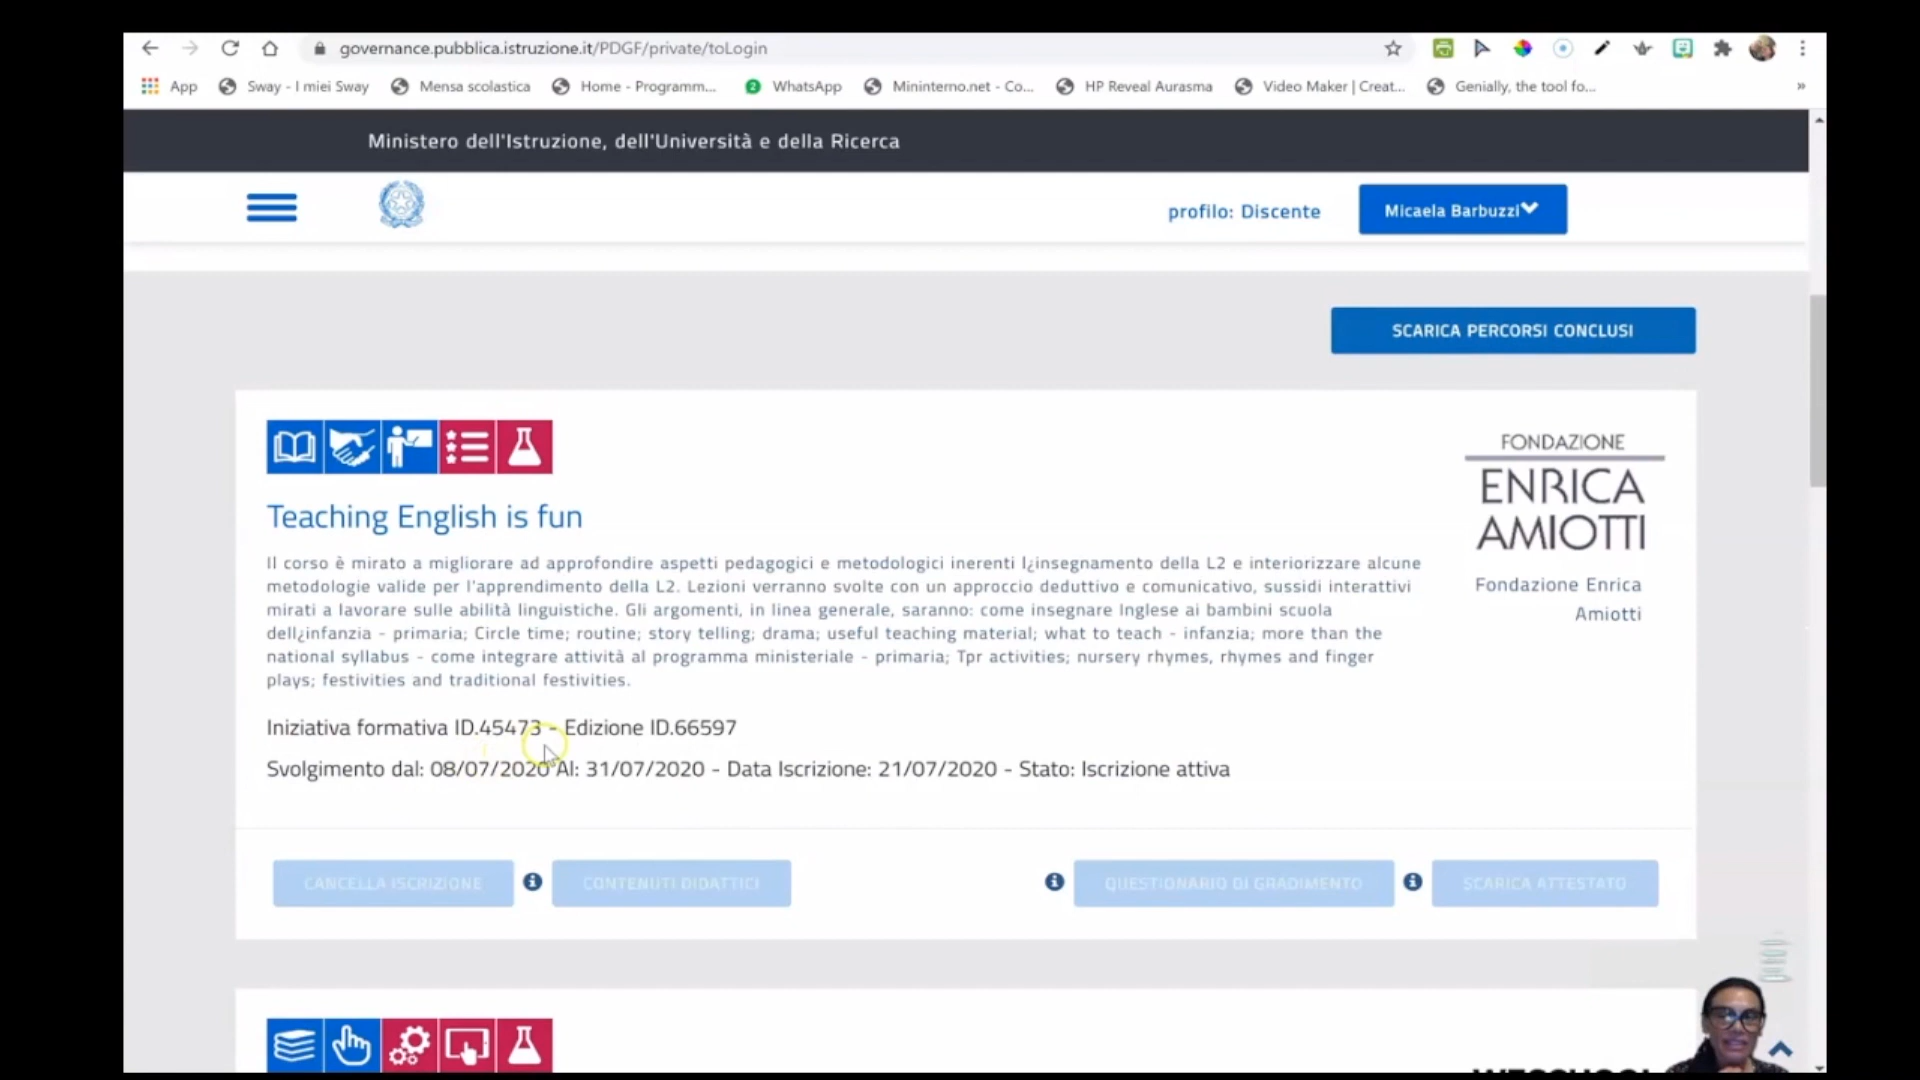 governance.pubblica.istruzione.it/PDGF/private/toLogin
App Sway - I miei Sway Mensa scolastica Home - Programm... 2 WhatsApp Mininterno.net - Co... HP Reveal Aurasma Video Maker | Creat... Genially, the tool fo... »
Ministero dell'Istruzione, dell'Università e della Ricerca
profilo: Discente Micaela Barbuzzi
SCARICA PERCORSI CONCLUSI
FONDAZIONE
ENRICA
AMIOTTI
Fondazione Enrica
Amiotti
Teaching English is fun
Il corso è mirato a migliorare ad approfondire aspetti pedagogici e metodologici inerenti l¿insegnamento della L2 e interiorizzare alcune
metodologie valide per l'apprendimento della L2. Lezioni verranno svolte con un approccio deduttivo e comunicativo, sussidi interattivi
mirati a lavorare sulle abilità linguistiche. Gli argomenti, in linea generale, saranno: come insegnare Inglese ai bambini scuola
dell¿infanzia - primaria; Circle time; routine; story telling; drama; useful teaching material; what to teach - infanzia; more than the
national syllabus - come integrare attività al programma ministeriale - primaria; Tpr activities; nursery rhymes, rhymes and finger
plays; festivities and traditional festivities.
Iniziativa formativa ID.45473 - Edizione ID.66597
Svolgimento dal: 08/07/2020 Al: 31/07/2020 - Data Iscrizione: 21/07/2020 - Stato: Iscrizione attiva
CANCELLA ISCRIZIONE CONTENUTI DIDATTICI QUESTIONARIO DI GRADIMENTO SCARICA ATTESTATO